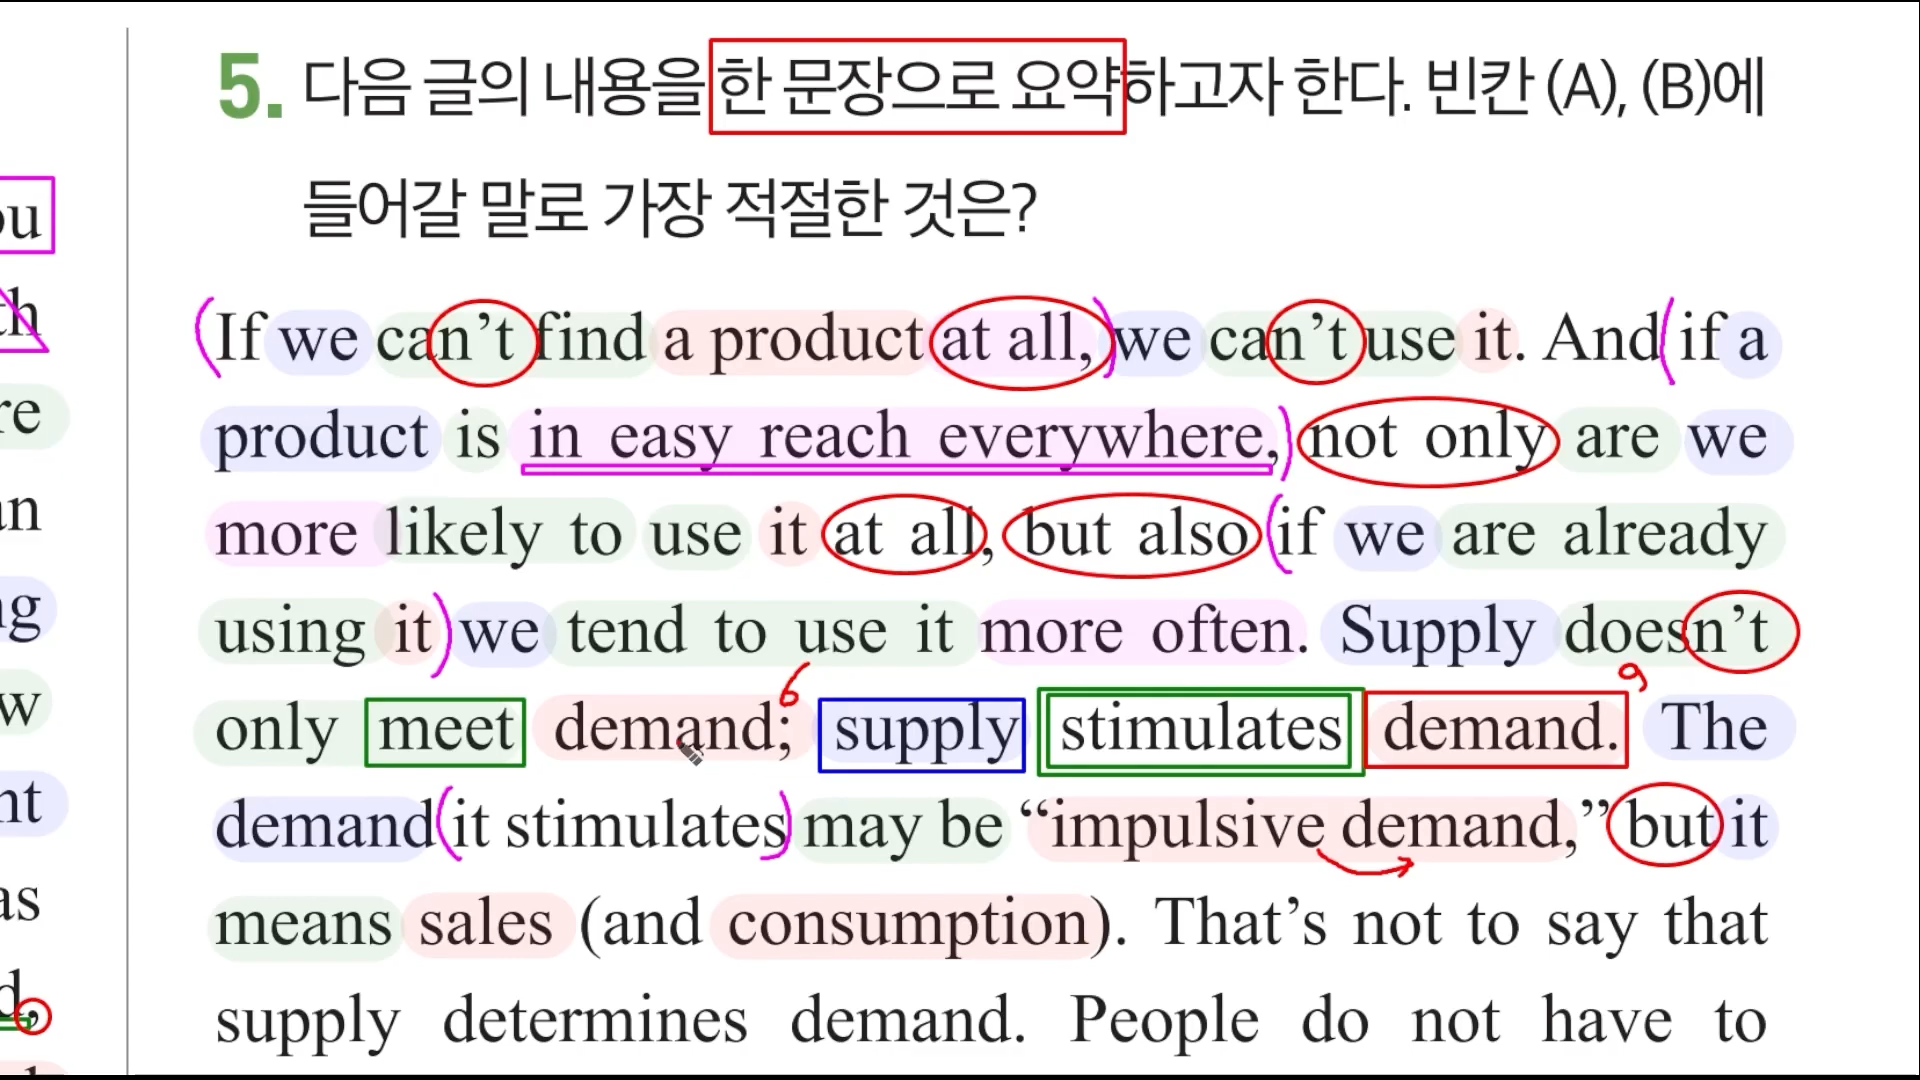 5. 다음 글의 내용을 한 문장으로 요약하고자 한다. 빈칸 (A), (B)에
들어갈 말로 가장 적절한 것은?
If we can't find a product at all, we can't use it. And if a
product is in easy reach everywhere, not only are we
more likely to use it at all, but also if we are already
using it we tend to use it more often. Supply doesn't
only meet demand; supply stimulates demand. The
demand it stimulates may be “impulsive demand,” but it
means sales (and consumption). That's not to say that
supply determines demand. People do not have to